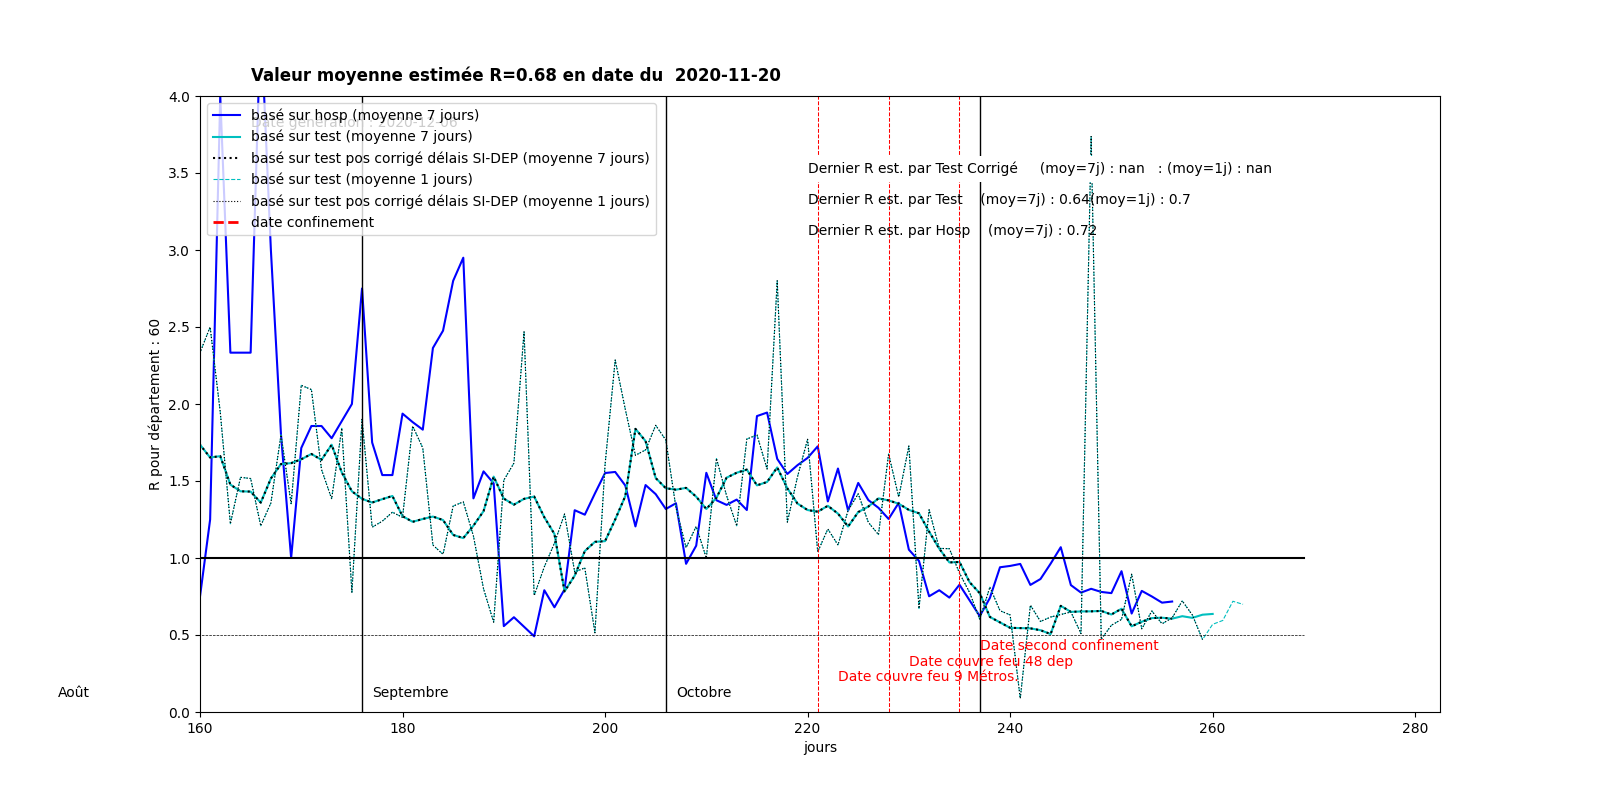 Valeur moyenne estimée R=0.68 en date du  2020-11-20
Date génération : 2020-12-06
basé sur hosp (moyenne 7 jours)
basé sur test (moyenne 7 jours)
basé sur test pos corrigé délais SI-DEP (moyenne 7 jours)
basé sur test (moyenne 1 jours)
basé sur test pos corrigé délais SI-DEP (moyenne 1 jours)
date confinement
Dernier R est. par Test Corrigé     (moy=7j) : nan   : (moy=1j) : nan
Dernier R est. par Test    (moy=7j) : 0.64(moy=1j) : 0.7
Dernier R est. par Hosp    (moy=7j) : 0.72
4.0
3.5
3.0
2.5
2.0
1.5
1.0
0.5
0.0
R pour département : 60
Date second confinement
Date couvre feu 48 dep
Date couvre feu 9 Métros.
Août
Septembre
Octobre
160
180
200
220
240
260
280
jours